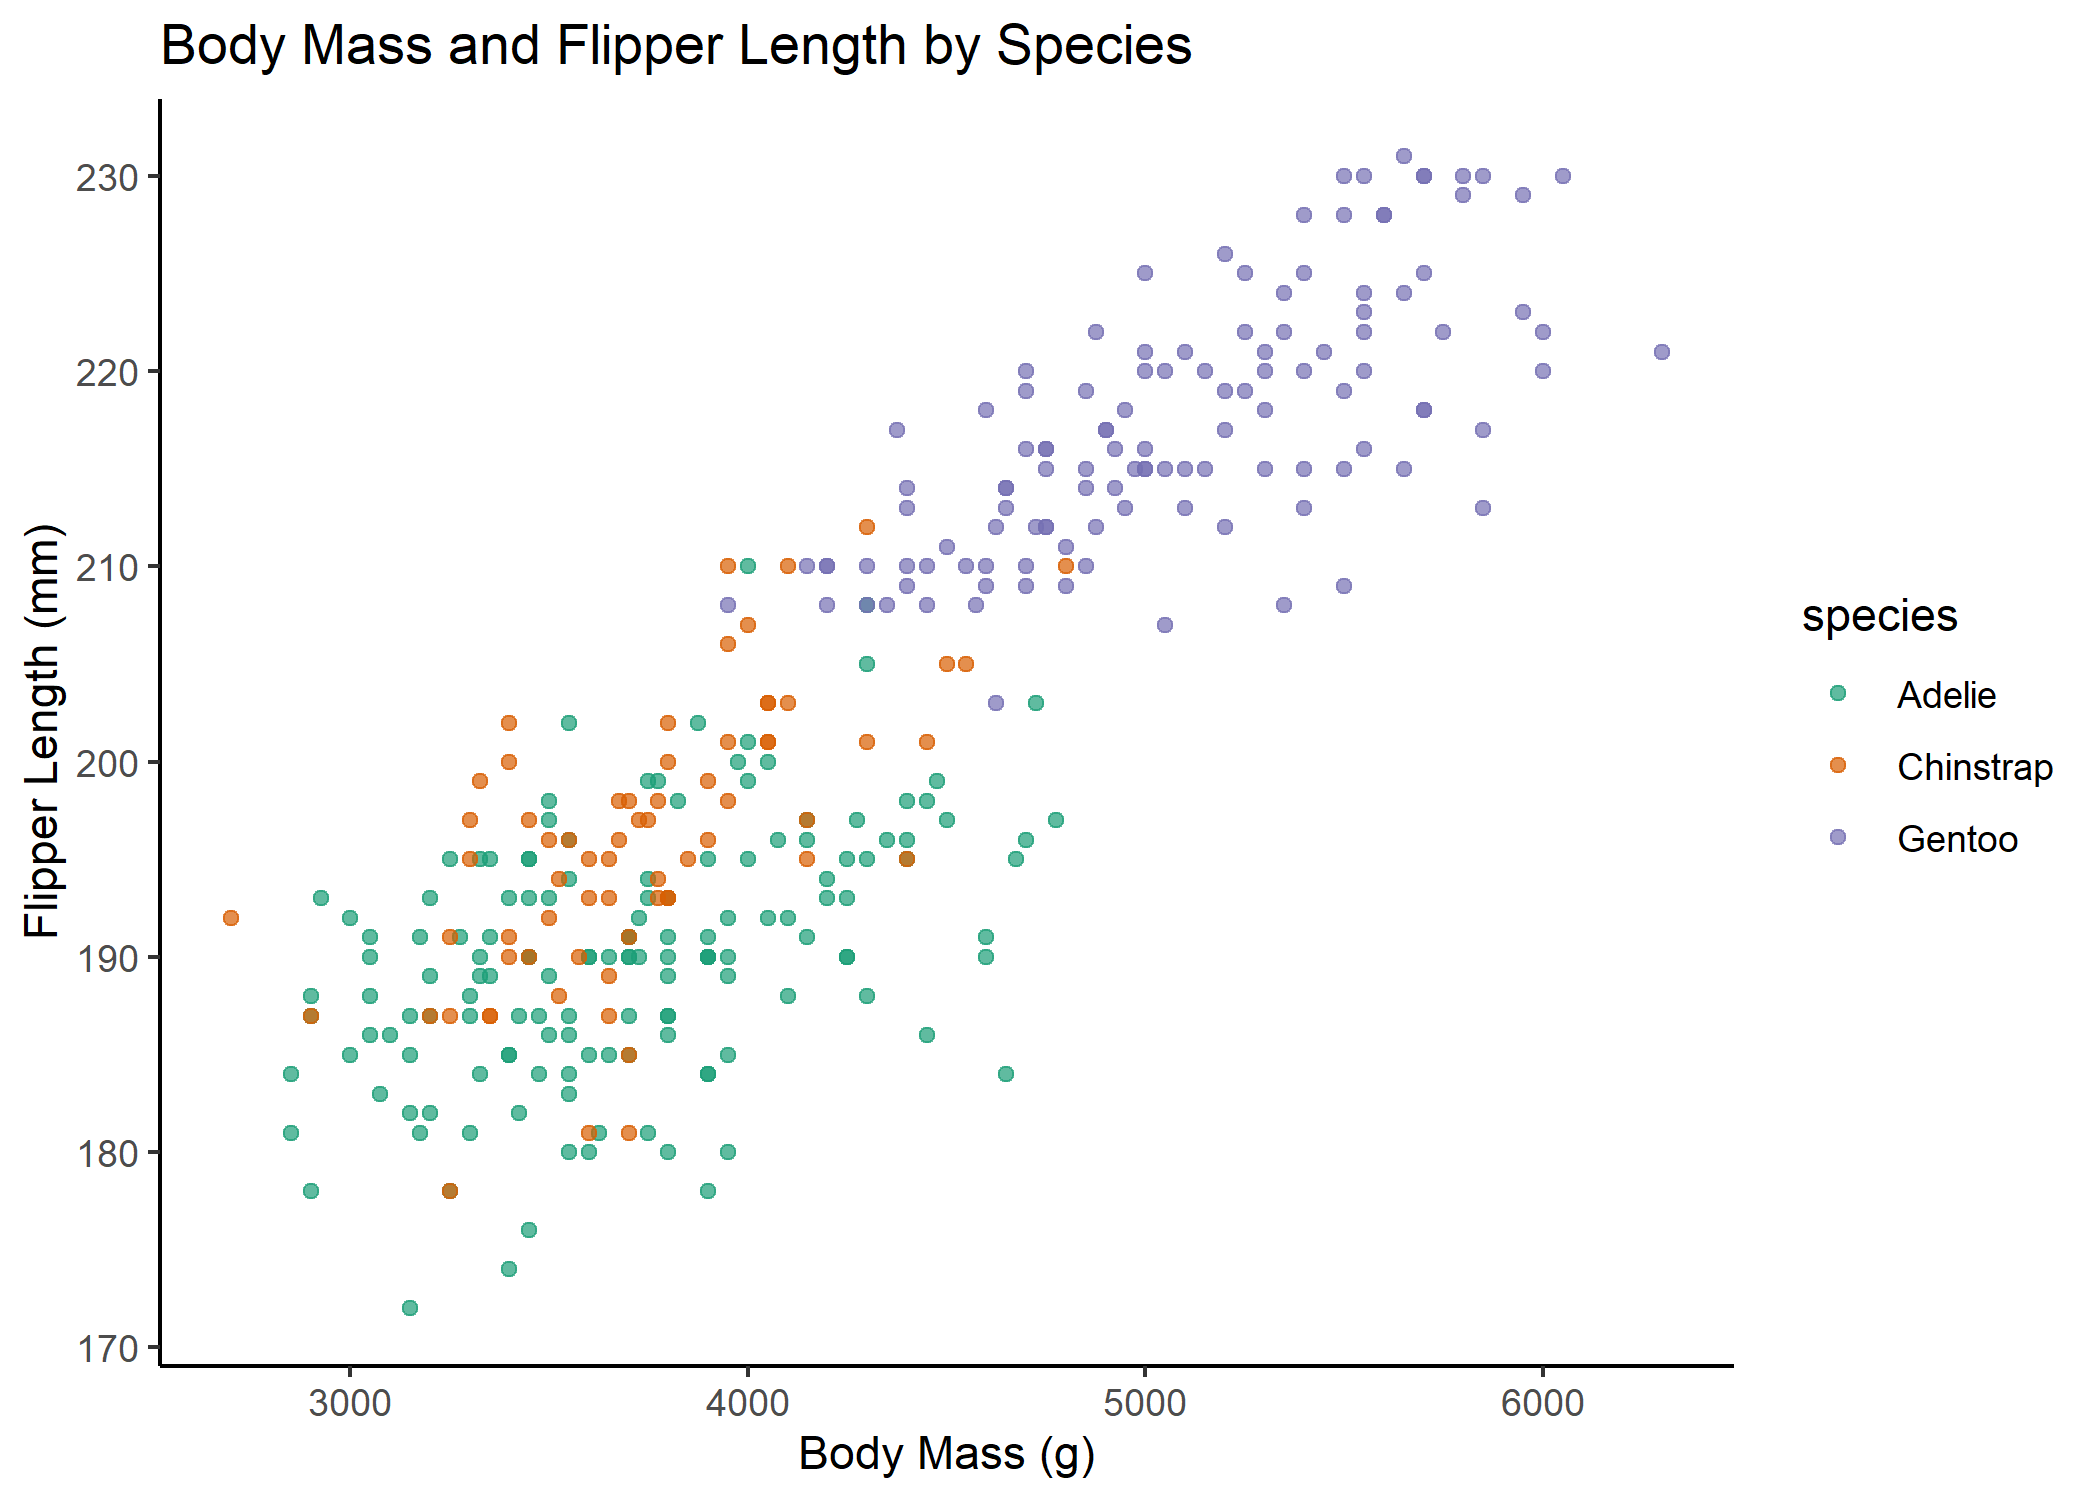 Body Mass and Flipper Length by Species
230
220
210
200
190
180
170
Flipper Length (mm)
3000 4000 5000 6000
Body Mass (g)
species
Adelie
Chinstrap
Gentoo